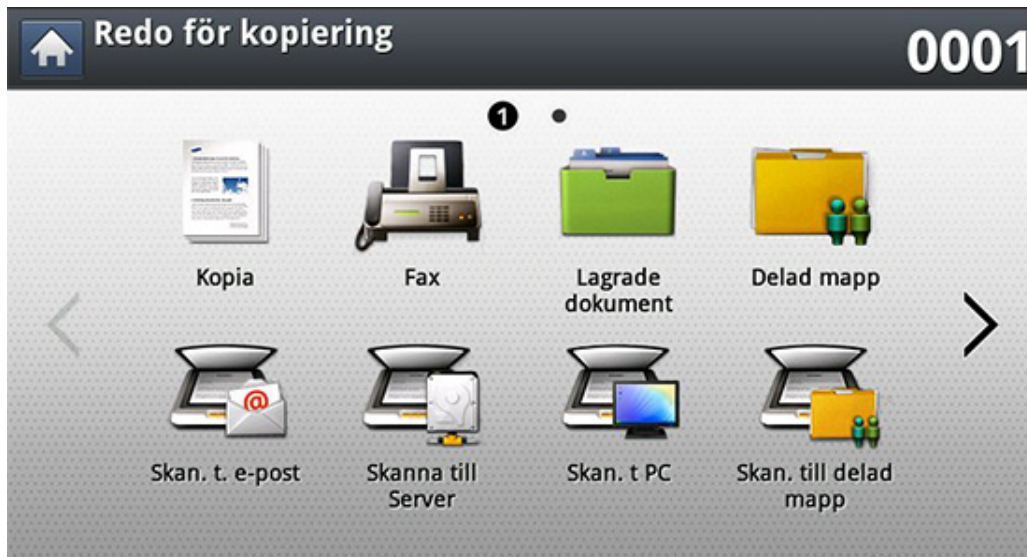 Redo för kopiering
0001
1
Kopia
Fax
Lagrade
dokument
Delad mapp
Skan. t. e-post
Skanna till
Server
Skan. t PC
Skan. till delad
mapp